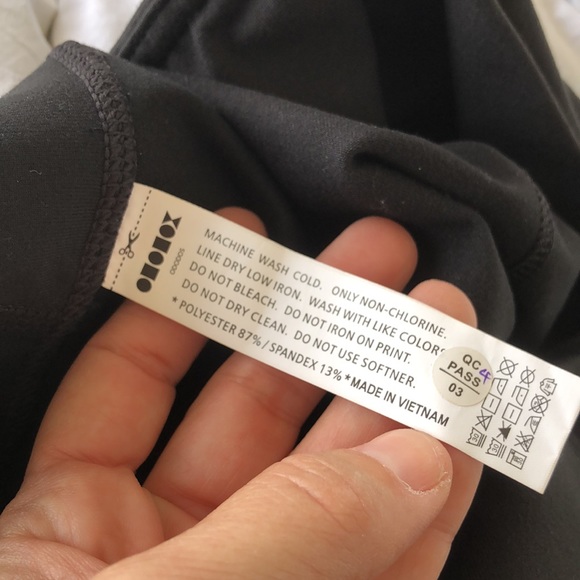 ODODOS
MACHINE WASH COLD. ONLY NON-CHLORINE.
LINE DRY LOW IRON. WASH WITH LIKE COLORS
DO NOT BLEACH. DO NOT IRON ON PRINT.
DO NOT DRY CLEAN. DO NOT USE SOFTNER.
* POLYESTER 87% / SPANDEX 13% * MADE IN VIETNAM
QC 4
PASS
03